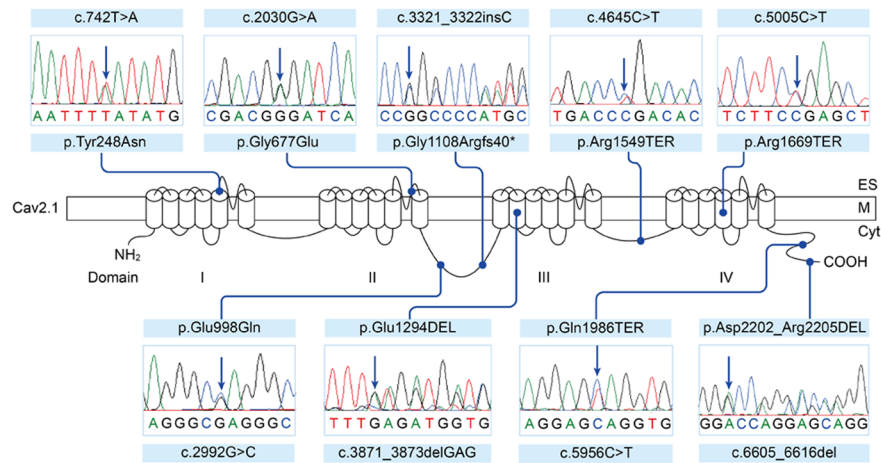 c.742T>A c.2030G>A c.3321_3322insC c.4645C>T c.5005C>T
AATTTTATATG CGACGGGATCA CCGGCCCCATGC TGACCCGACAC TCTTCCGAGCT
p.Tyr248Asn p.Gly677Glu p.Gly1108Argfs40* p.Arg1549TER p.Arg1669TER
ES
Cav2.1 M
Cyt
NH₂
COOH
Domain I II III IV
p.Glu998Gln p.Glu1294DEL p.Gln1986TER p.Asp2202_Arg2205DEL
AGGGCGAGGGC TTTGAGATGGTG AGGAGCAGGTG GGACCAGGAGCAGG
c.2992G>C c.3871_3873delGAG c.5956C>T c.6605_6616del